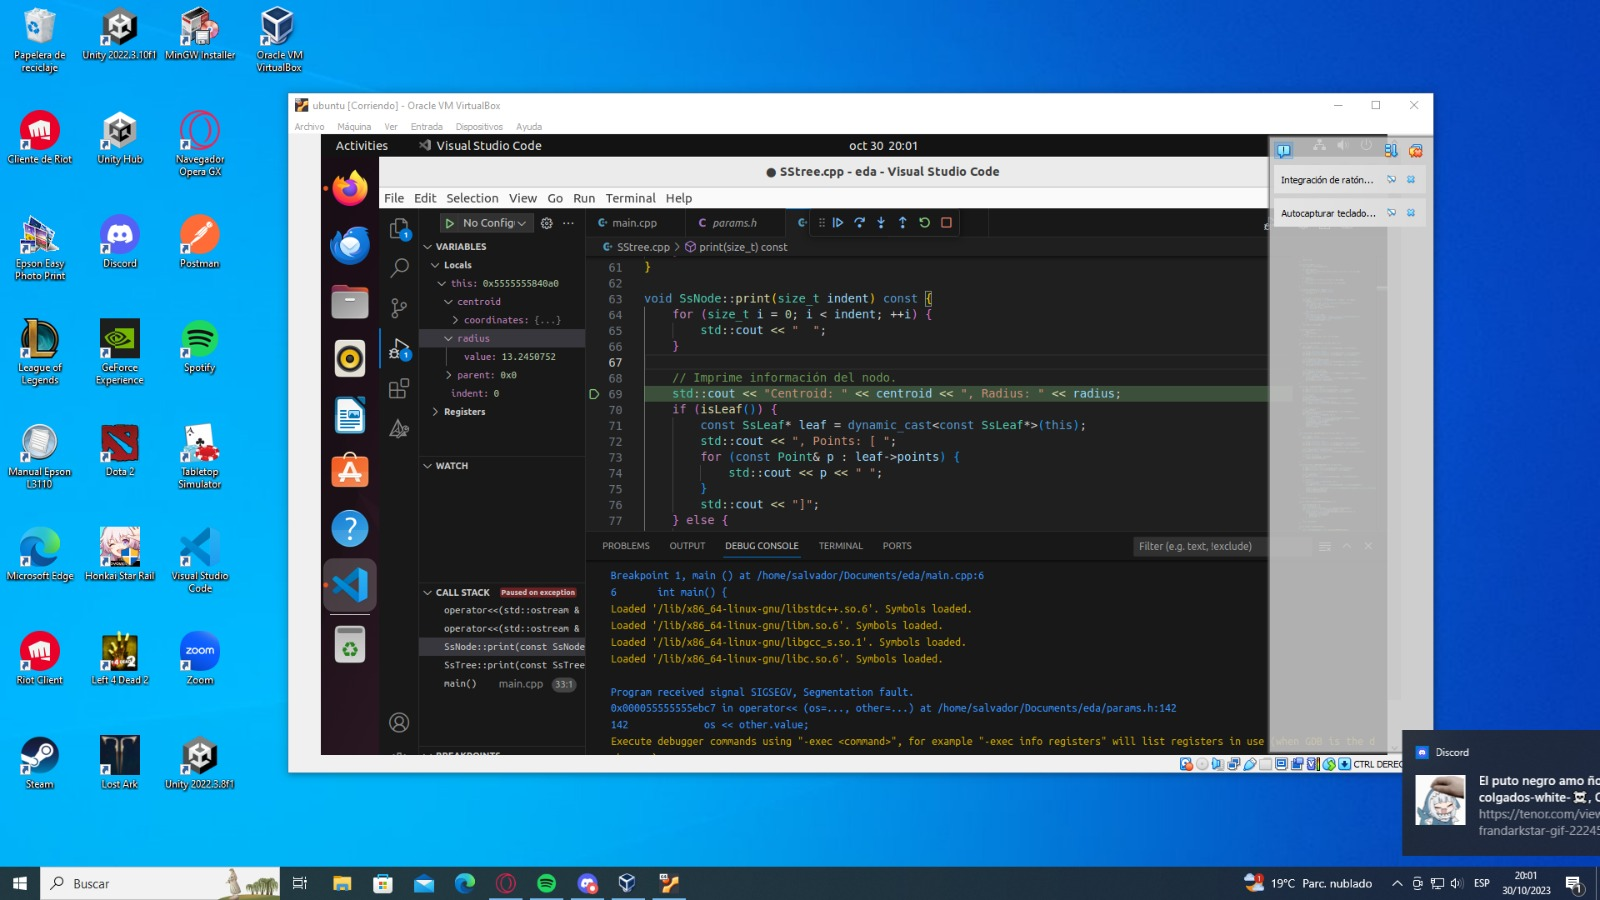 Papelera de
reciclaje
Unity 2022.3.10f1
MinGW Installer
Oracle VM
VirtualBox
Cliente de Riot
Unity Hub
Navegador
Opera GX
Epson Easy
Photo Print
Discord
Postman
League of
Legends
GeForce
Experience
Spotify
Manual Epson
L3110
Dota 2
Tabletop
Simulator
Microsoft Edge
Honkai Star Rail
Visual Studio
Code
Riot Client
Left 4 Dead 2
zoom
Zoom
Steam
Lost Ark
Unity 2022.3.8f1
ubuntu [Corriendo] - Oracle VM VirtualBox
Archivo Máquina Ver Entrada Dispositivos Ayuda
Activities Visual Studio Code oct 30 20:01
● SStree.cpp - eda - Visual Studio Code
File Edit Selection View Go Run Terminal Help
No Config
main.cpp params.h
SStree.cpp > print(size_t) const
VARIABLES
Locals
this: 0x5555555840a0
centroid
coordinates: {...}
radius
value: 13.2450752
parent: 0x0
indent: 0
Registers
WATCH
CALL STACK Paused on exception
operator<<(std::ostream &
operator<<(std::ostream &
SsNode::print(const SsNode
SsTree::print(const SsTree
main() main.cpp 33:1
BREAKPOINTS
61 }
62
63 void SsNode::print(size_t indent) const {
64 for (size_t i = 0; i < indent; ++i) {
65 std::cout << "  ";
66 }
67
68 // Imprime información del nodo.
69 std::cout << "Centroid: " << centroid << ", Radius: " << radius;
70 if (isLeaf()) {
71 const SsLeaf* leaf = dynamic_cast<const SsLeaf*>(this);
72 std::cout << ", Points: [ ";
73 for (const Point& p : leaf->points) {
74 std::cout << p << " ";
75 }
76 std::cout << "]";
77 } else {
PROBLEMS OUTPUT DEBUG CONSOLE TERMINAL PORTS Filter (e.g. text, !exclude)
Breakpoint 1, main () at /home/salvador/Documents/eda/main.cpp:6
6 int main() {
Loaded '/lib/x86_64-linux-gnu/libstdc++.so.6'. Symbols loaded.
Loaded '/lib/x86_64-linux-gnu/libm.so.6'. Symbols loaded.
Loaded '/lib/x86_64-linux-gnu/libgcc_s.so.1'. Symbols loaded.
Loaded '/lib/x86_64-linux-gnu/libc.so.6'. Symbols loaded.
Program received signal SIGSEGV, Segmentation fault.
0x000055555555ebc7 in operator<< (os=..., other=...) at /home/salvador/Documents/eda/params.h:142
142 os << other.value;
Execute debugger commands using "-exec <command>", for example "-exec info registers" will list registers in use (when GDB is the d
Integración de ratón...
Autocapturar teclado...
CTRL DEREC
Discord
El puto negro amo ño
colgados-white-☠, C
https://tenor.com/view
frandarkstar-gif-22245
Buscar
19°C Parc. nublado
ESP
20:01
30/10/2023